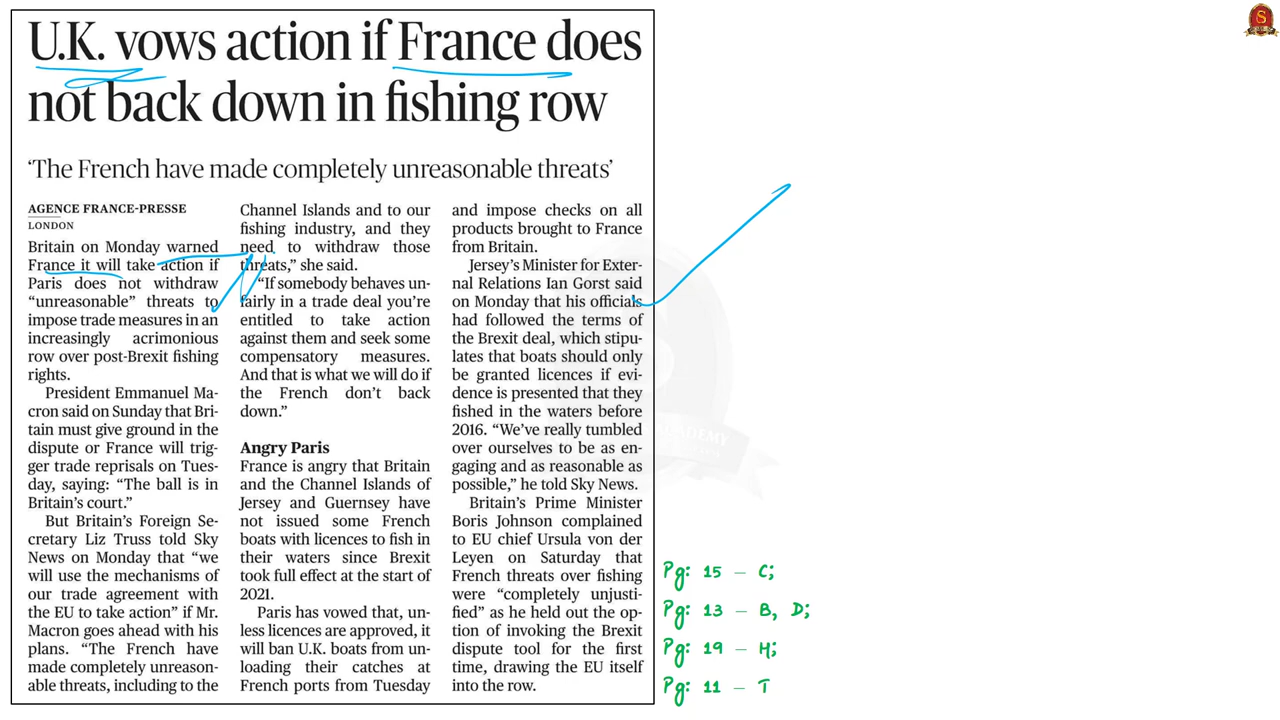 U.K. vows action if France does
not back down in fishing row
‘The French have made completely unreasonable threats’
AGENCE FRANCE-PRESSE
LONDON
Britain on Monday warned
France it will take action if
Paris does not withdraw
“unreasonable” threats to
impose trade measures in an
increasingly acrimonious
row over post-Brexit fishing
rights.
President Emmanuel Ma-
cron said on Sunday that Bri-
tain must give ground in the
dispute or France will trig-
ger trade reprisals on Tues-
day, saying: “The ball is in
Britain’s court.”
But Britain’s Foreign Se-
cretary Liz Truss told Sky
News on Monday that “we
will use the mechanisms of
our trade agreement with
the EU to take action” if Mr.
Macron goes ahead with his
plans. “The French have
made completely unreason-
able threats, including to the
Channel Islands and to our
fishing industry, and they
need to withdraw those
threats,” she said.
“If somebody behaves un-
fairly in a trade deal you’re
entitled to take action
against them and seek some
compensatory measures.
And that is what we will do if
the French don’t back
down.”
Angry Paris
France is angry that Britain
and the Channel Islands of
Jersey and Guernsey have
not issued some French
boats with licences to fish in
their waters since Brexit
took full effect at the start of
2021.
Paris has vowed that, un-
less licences are approved, it
will ban U.K. boats from un-
loading their catches at
French ports from Tuesday
and impose checks on all
products brought to France
from Britain.
Jersey’s Minister for Exter-
nal Relations Ian Gorst said
on Monday that his officials
had followed the terms of
the Brexit deal, which stipu-
lates that boats should only
be granted licences if evi-
dence is presented that they
fished in the waters before
2016. “We’ve really tumbled
over ourselves to be as en-
gaging and as reasonable as
possible,” he told Sky News.
Britain’s Prime Minister
Boris Johnson complained
to EU chief Ursula von der
Leyen on Saturday that
French threats over fishing
were “completely unjusti-
fied” as he held out the op-
tion of invoking the Brexit
dispute tool for the first
time, drawing the EU itself
into the row.
Pg: 15 – C;
Pg: 13 – B, D;
Pg: 19 – H;
Pg: 11 – T